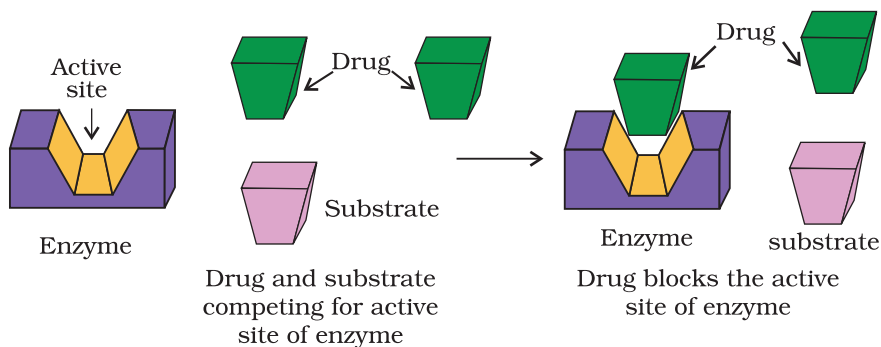 Active
site
Enzyme
Drug
Substrate
Drug and substrate
competing for active
site of enzyme
Drug
Enzyme
substrate
Drug blocks the active
site of enzyme